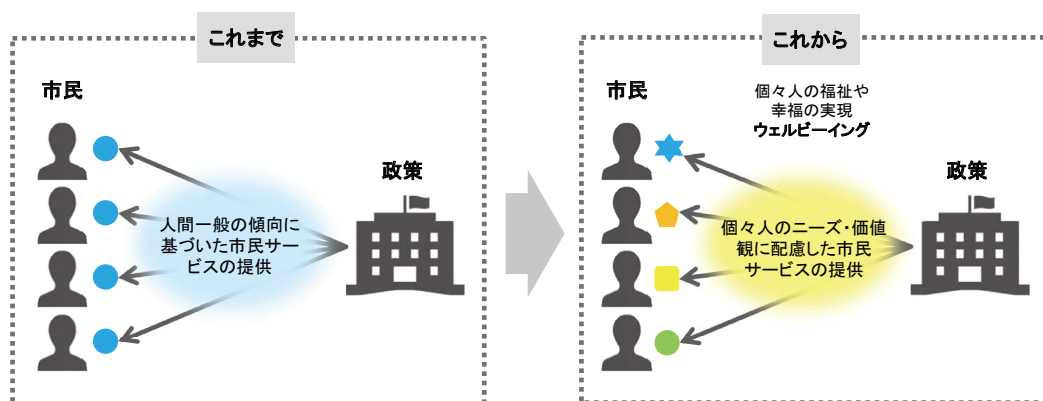 これまで
市民
政策
人間一般の傾向に
基づいた市民サー
ビスの提供
これから
市民
個々人の福祉や
幸福の実現
ウェルビーイング
政策
個々人のニーズ・価値
観に配慮した市民
サービスの提供